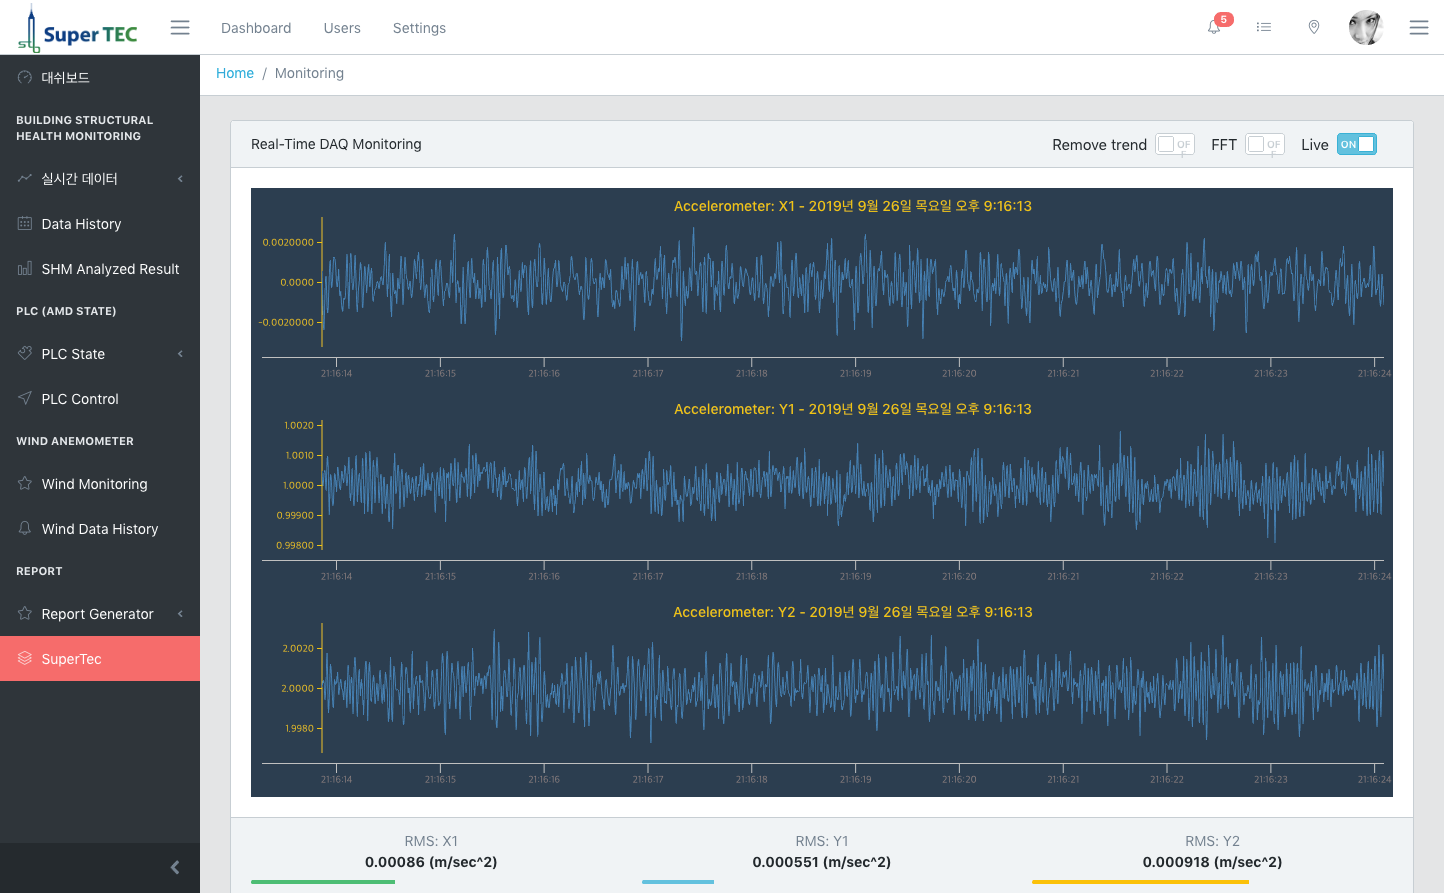 Super TEC
Dashboard Users Settings
5
Home / Monitoring
대쉬보드
BUILDING STRUCTURAL
HEALTH MONITORING
실시간 데이터
Data History
SHM Analyzed Result
PLC (AMD STATE)
PLC State
PLC Control
WIND ANEMOMETER
Wind Monitoring
Wind Data History
REPORT
Report Generator
SuperTec
Real-Time DAQ Monitoring
Remove trend OFF FFT OFF Live ON
Accelerometer: X1 - 2019년 9월 26일 목요일 오후 9:16:13
0.0020000
0.0000
-0.0020000
21:16:14 21:16:15 21:16:16 21:16:17 21:16:18 21:16:19 21:16:20 21:16:21 21:16:22 21:16:23 21:16:24
Accelerometer: Y1 - 2019년 9월 26일 목요일 오후 9:16:13
1.0020
1.0010
1.0000
0.99900
0.99800
21:16:14 21:16:15 21:16:16 21:16:17 21:16:18 21:16:19 21:16:20 21:16:21 21:16:22 21:16:23 21:16:24
Accelerometer: Y2 - 2019년 9월 26일 목요일 오후 9:16:13
2.0020
2.0000
1.9980
21:16:14 21:16:15 21:16:16 21:16:17 21:16:18 21:16:19 21:16:20 21:16:21 21:16:22 21:16:23 21:16:24
RMS: X1
0.00086 (m/sec^2)
RMS: Y1
0.000551 (m/sec^2)
RMS: Y2
0.000918 (m/sec^2)